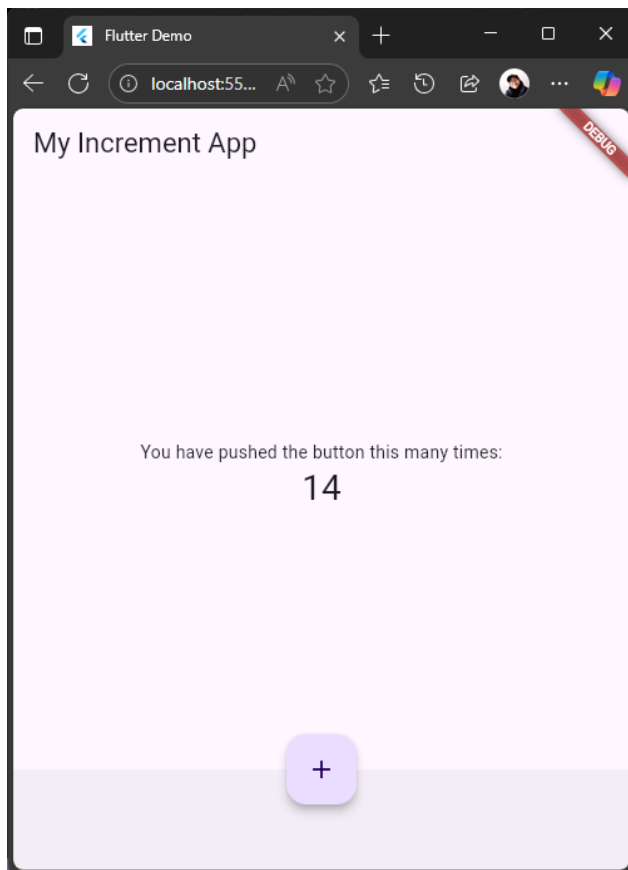 Flutter Demo
localhost:55...
My Increment App
DEBUG
You have pushed the button this many times:
14